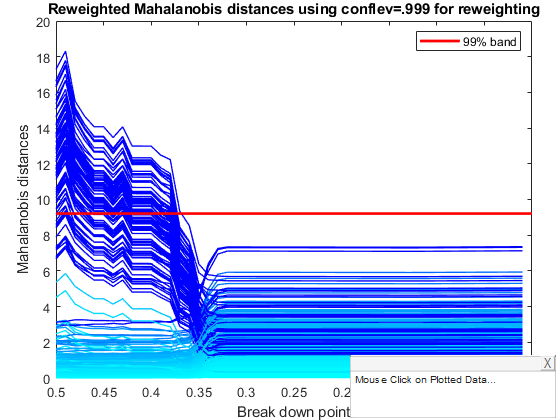 Reweighted Mahalanobis distances using conflev=.999 for reweighting
20
18
16
14
12
10
8
6
4
2
0
Mahalanobis distances
99% band
0.5
0.45
0.4
0.35
0.3
0.25
Break down point
X
Mouse Click on Plotted Data...